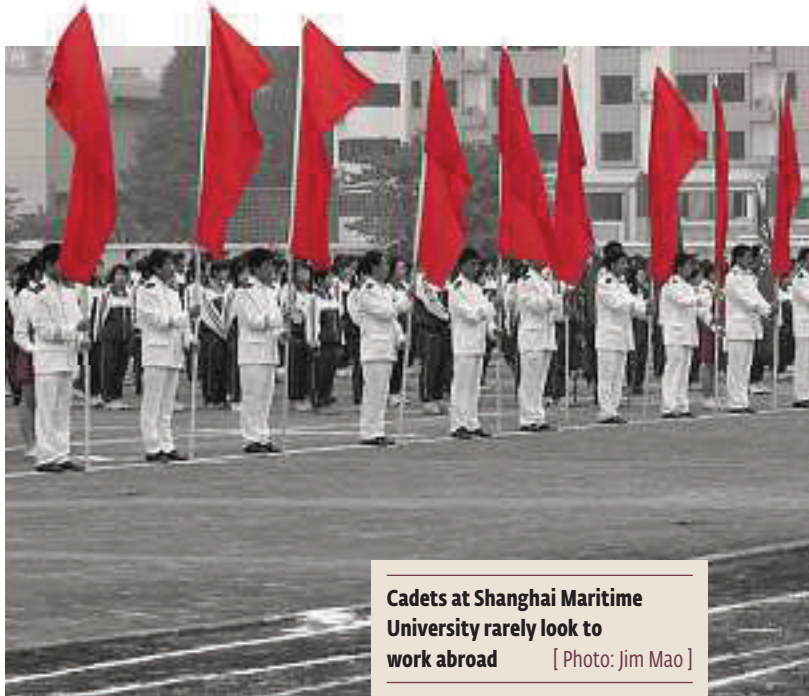 Cadets at Shanghai Maritime
University rarely look to
work abroad [ Photo: Jim Mao ]